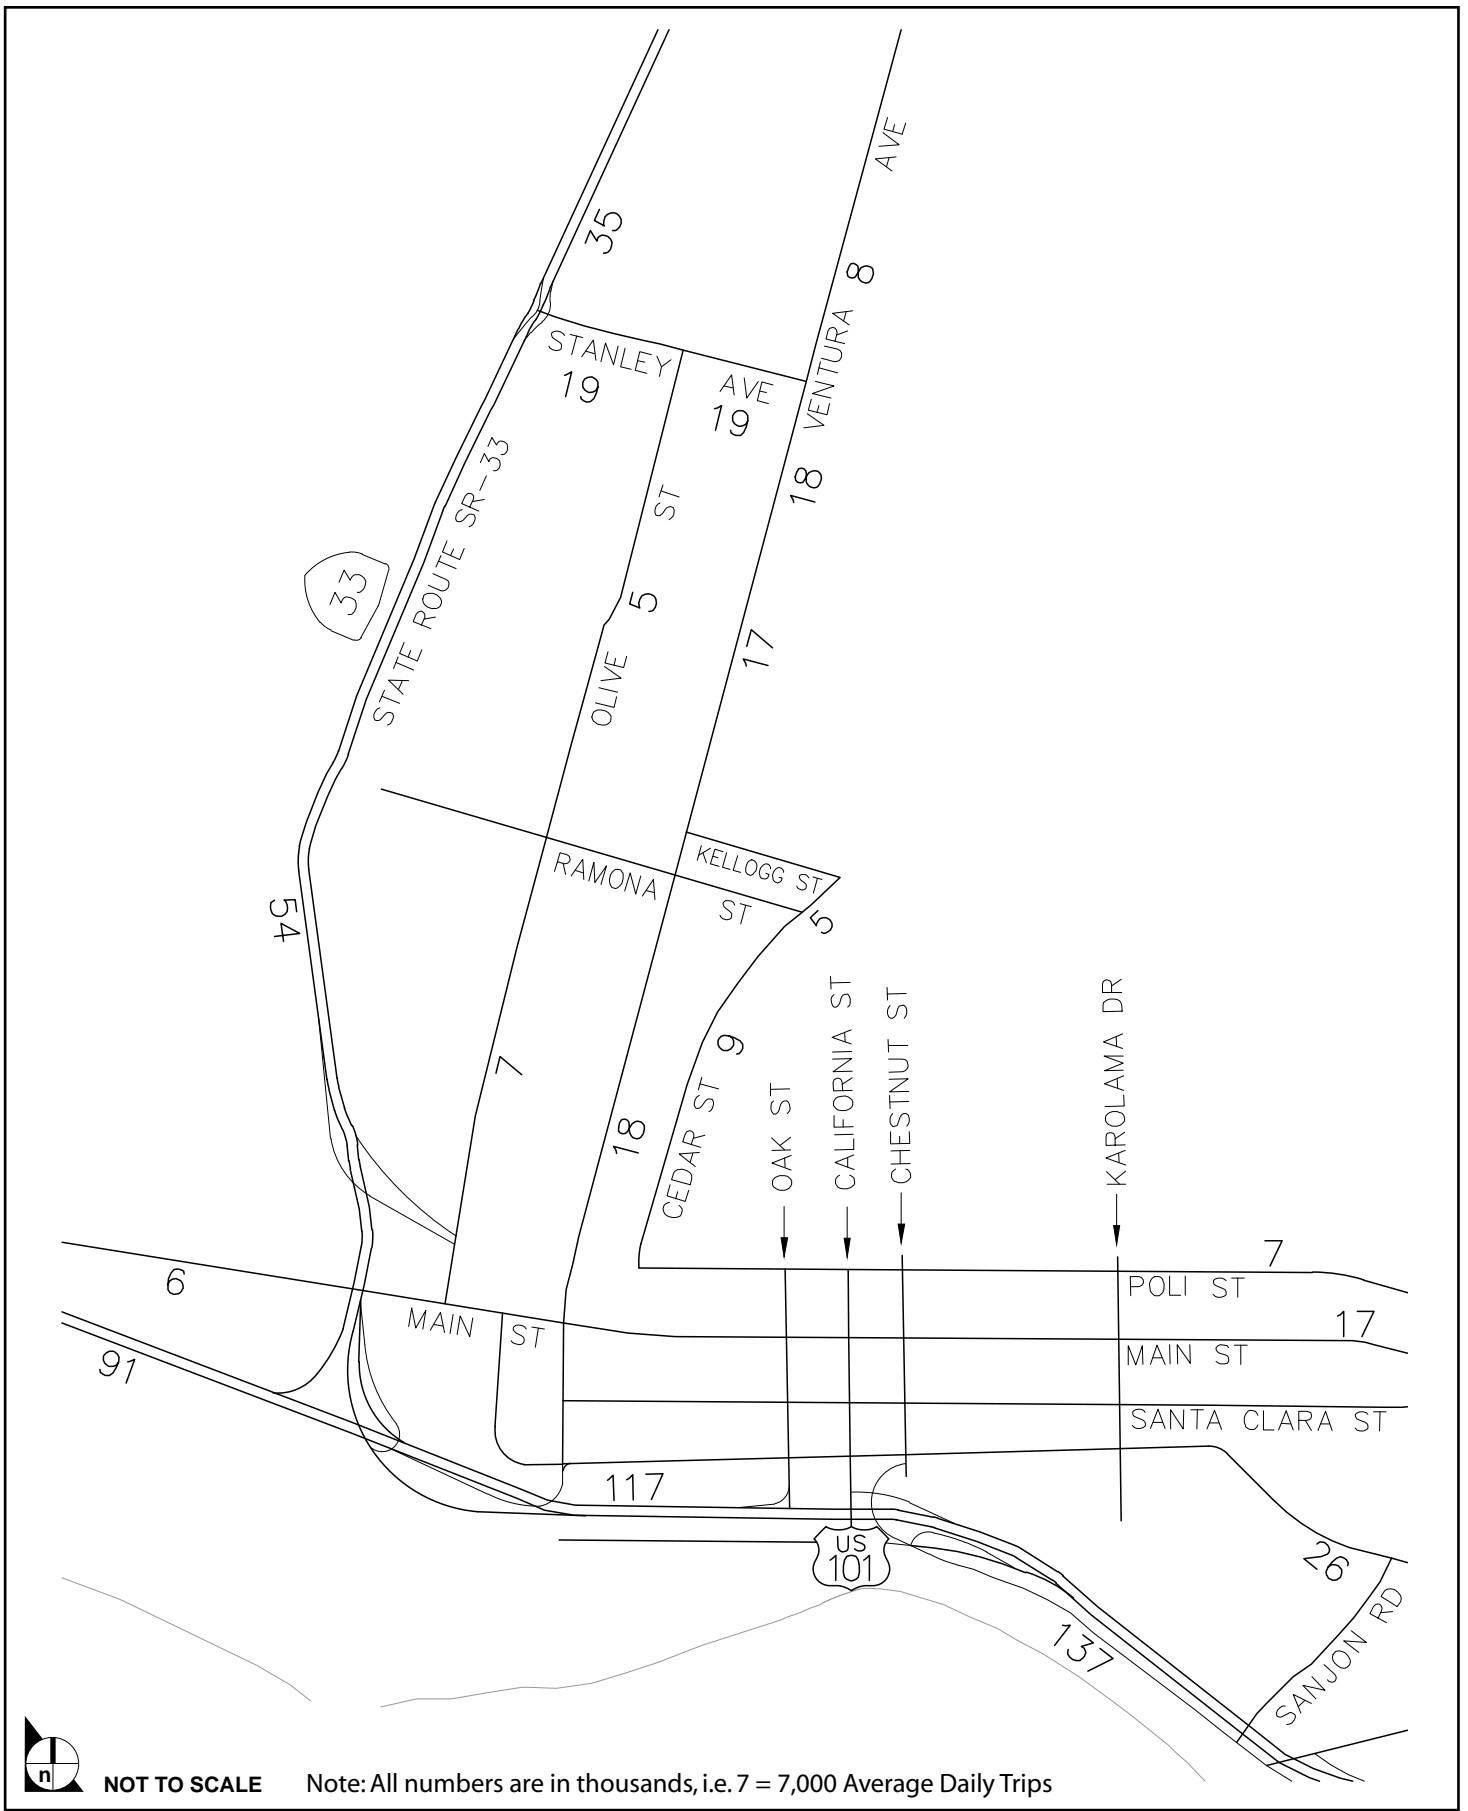 AVE
35
8
VENTURA
STANLEY
AVE
19
19
18
STATE ROUTE SR-33
ST
33
5
OLIVE
17
KELLOGG ST
RAMONA
ST
5
54
9
7
18
CEDAR ST
OAK ST
CALIFORNIA ST
CHESTNUT ST
KAROLAMA DR
7
POLI ST
6
MAIN ST
17
MAIN ST
91
SANTA CLARA ST
117
US
101
26
137
SANJON RD
n
NOT TO SCALE
Note: All numbers are in thousands, i.e. 7 = 7,000 Average Daily Trips